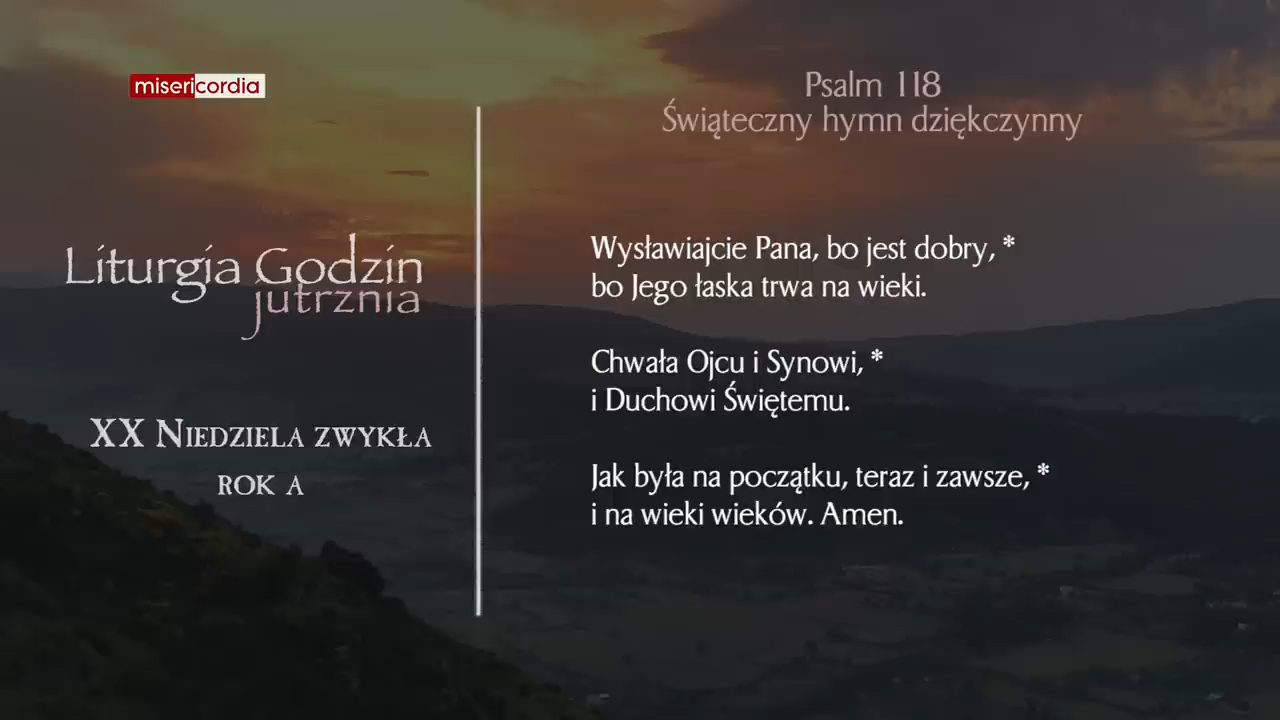 misericordia
Liturgia Godzin
jutrznia
XX Niedziela zwykła
rok A
Psalm 118
Świąteczny hymn dziękczynny
Wysławiajcie Pana, bo jest dobry, *
bo Jego łaska trwa na wieki.
Chwała Ojcu i Synowi, *
i Duchowi Świętemu.
Jak była na początku, teraz i zawsze, *
i na wieki wieków. Amen.